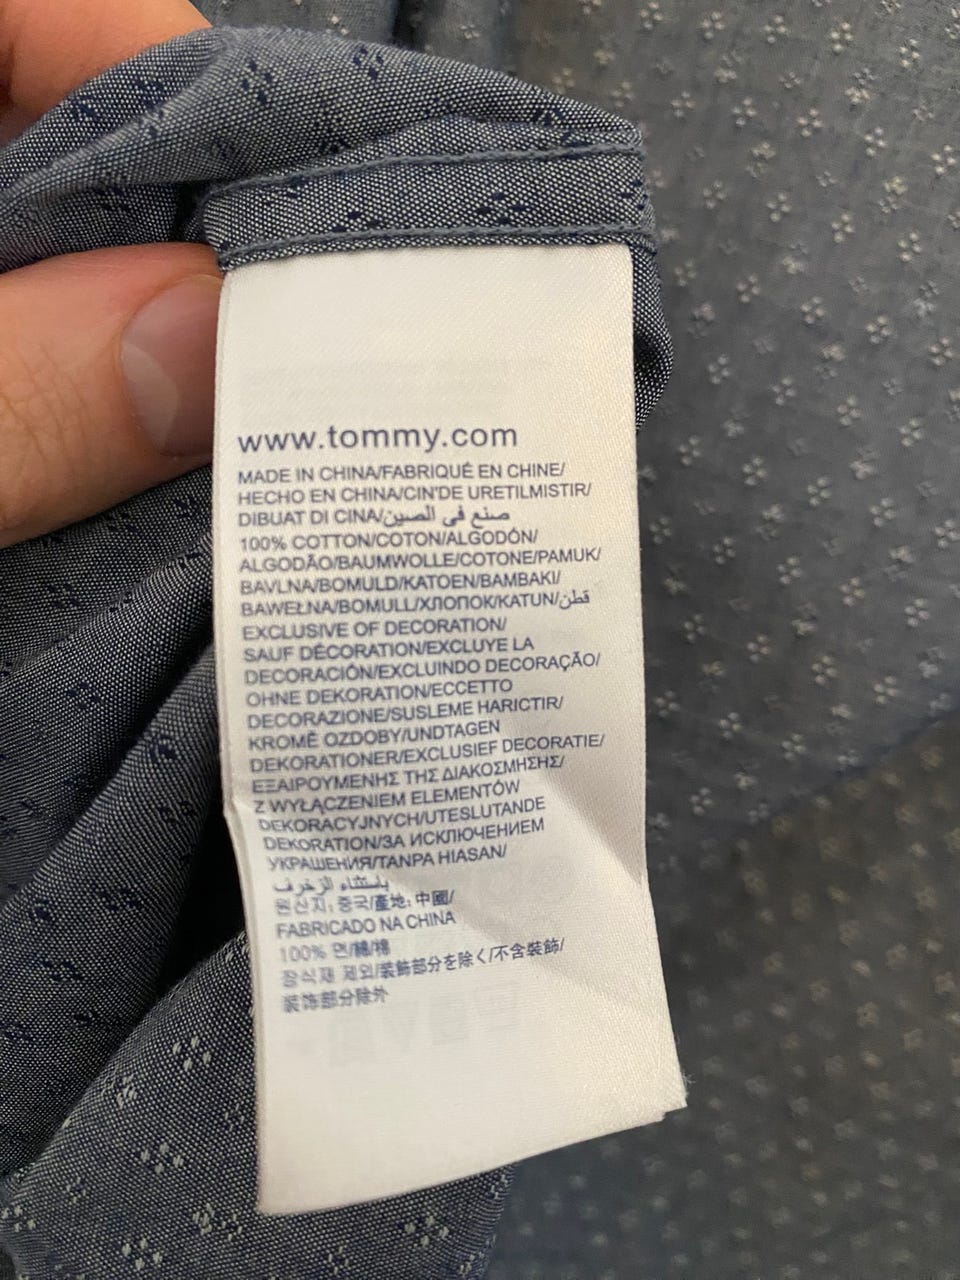 www.tommy.com
MADE IN CHINA/FABRIQUÉ EN CHINE/
HECHO EN CHINA/CIN'DE URETILMISTIR/
DIBUAT DI CINA/صنع في الصين
100% COTTON/COTON/ALGODÓN/
ALGODÃO/BAUMWOLLE/COTONE/PAMUK/
BAVLNA/BOMULD/KATOEN/BAMBAKI/
BAWEŁNA/BOMULL/ХЛОПОК/KATUN/قطن
EXCLUSIVE OF DECORATION/
SAUF DÉCORATION/EXCLUYE LA
DECORACIÓN/EXCLUINDO DECORAÇÃO/
OHNE DEKORATION/ECCETTO
DECORAZIONE/SUSLEME HARICTIR/
KROMĚ OZDOBY/UNDTAGEN
DEKORATIONER/EXCLUSIEF DECORATIE/
ΕΞΑΙΡΟΥΜΕΝΗΣ ΤΗΣ ΔΙΑΚΟΣΜΗΣΗΣ/
Z WYŁĄCZENIEM ELEMENTÓW
DEKORACYJNYCH/UTESLUTANDE
DEKORATION/ЗА ИСКЛЮЧЕНИЕМ
УКРАШЕНИЯ/TANPA HIASAN/
باستثناء الزخرف
원산지: 중국/產地: 中國/
FABRICADO NA CHINA
100% 면/綿/棉
장식재 제외/装飾部分を除く/不含裝飾/
装饰部分除外